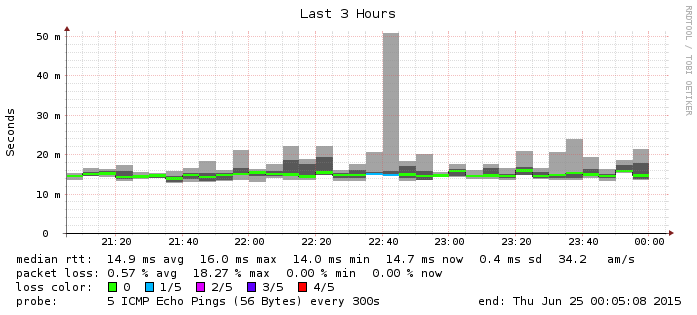 Last 3 Hours
RRDTOOL / TOBI OETIKER
Seconds
50 m
40 m
30 m
20 m
10 m
0
21:20 21:40 22:00 22:20 22:40 23:00 23:20 23:40 00:00
median rtt: 14.9 ms avg 16.0 ms max 14.0 ms min 14.7 ms now 0.4 ms sd 34.2 am/s
packet loss: 0.57 % avg 18.27 % max 0.00 % min 0.00 % now
loss color: 0 1/5 2/5 3/5 4/5
probe: 5 ICMP Echo Pings (56 Bytes) every 300s end: Thu Jun 25 00:05:08 2015